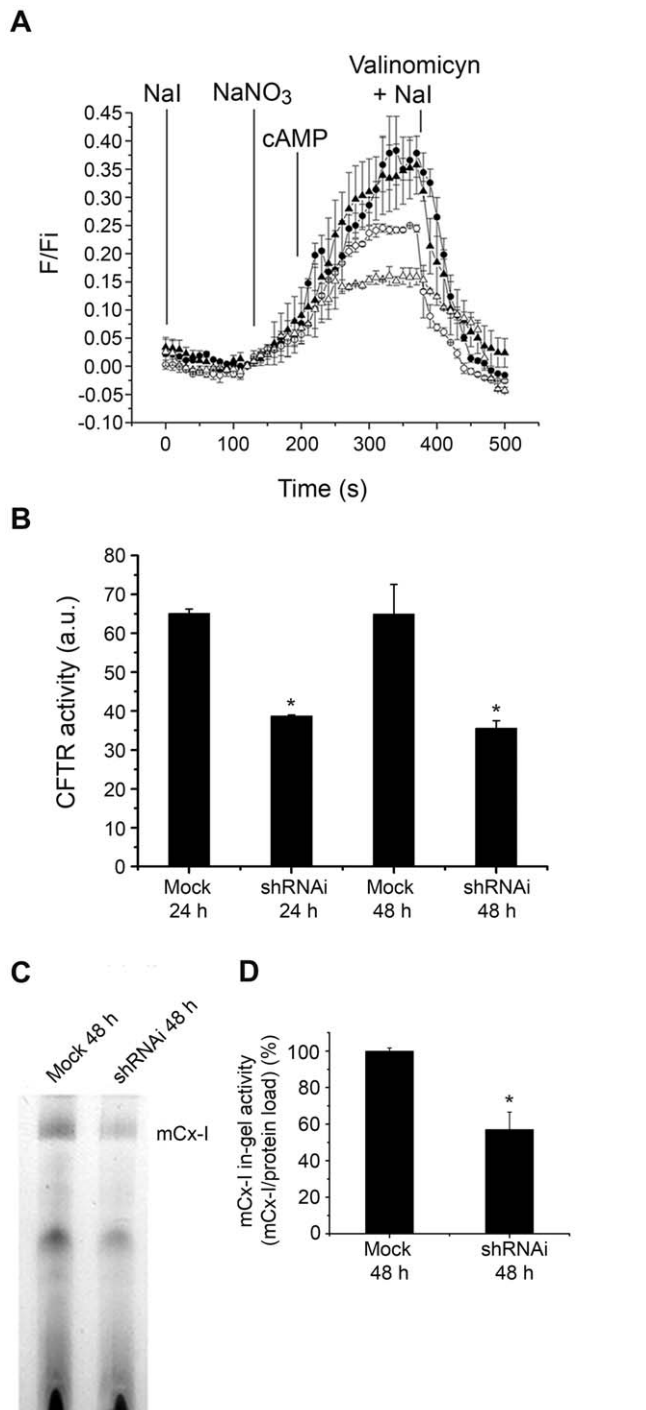 A
Valinomicyn
NaI NaNO3 + NaI
cAMP
0.45
0.40
0.35
0.30
0.25
0.20
0.15
0.10
0.05
0.00
-0.05
-0.10
F/Fi
0 100 200 300 400 500
Time (s)
B
80
70
60
50
40
30
20
10
0
CFTR activity (a.u.)
* *
Mock shRNAi Mock shRNAi
24 h 24 h 48 h 48 h
C
Mock 48 h
shRNAi 48 h
mCx-I
D
mCx-I in-gel activity
(mCx-I/protein load) (%)
100
80
60
40
20
0
*
Mock shRNAi
48 h 48 h